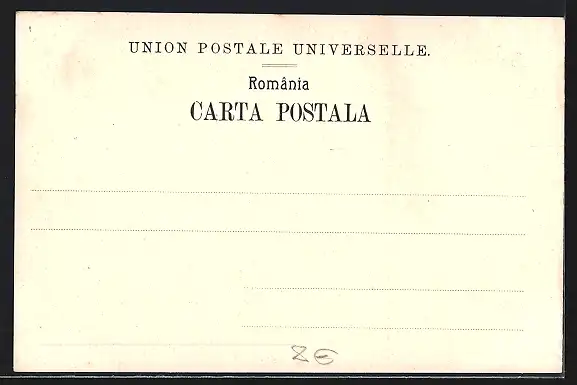 UNION POSTALE UNIVERSELLE.
România
CARTA POSTALA